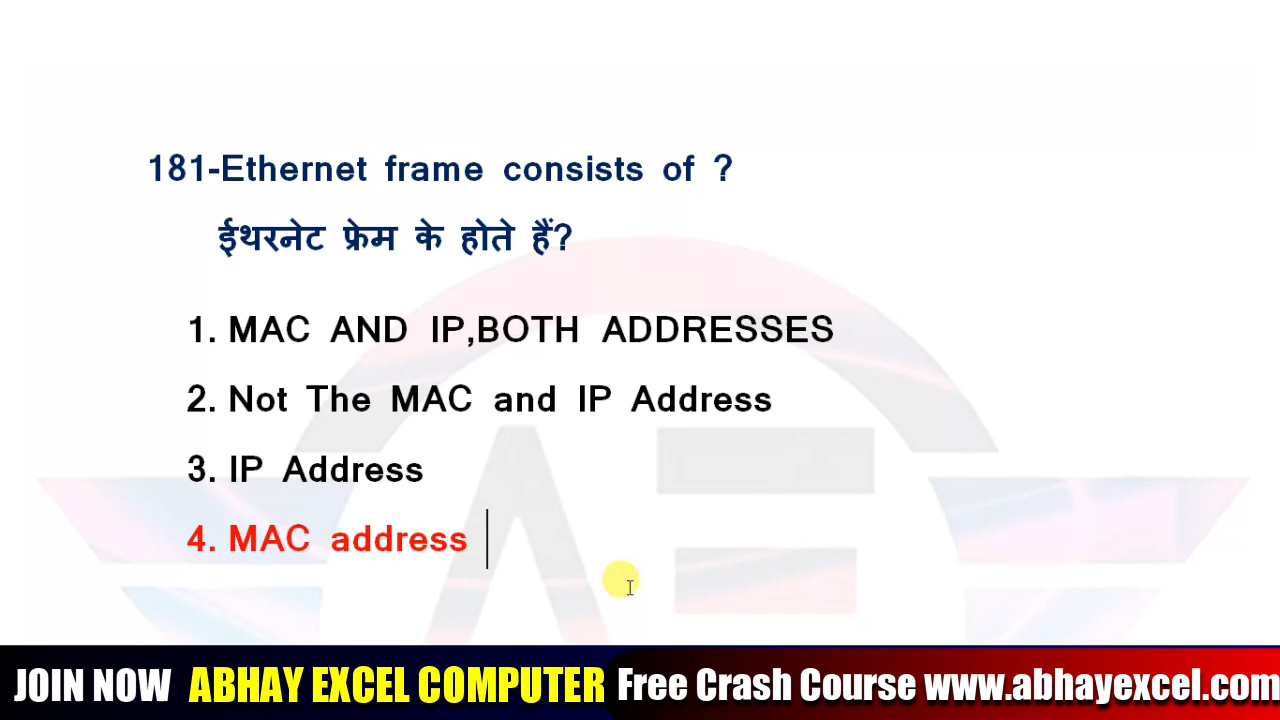 181-Ethernet frame consists of ?
ईथरनेट फ्रेम के होते हैं?
1. MAC AND IP,BOTH ADDRESSES
2. Not The MAC and IP Address
3. IP Address
4. MAC address
JOIN NOW ABHAY EXCEL COMPUTER Free Crash Course www.abhayexcel.com